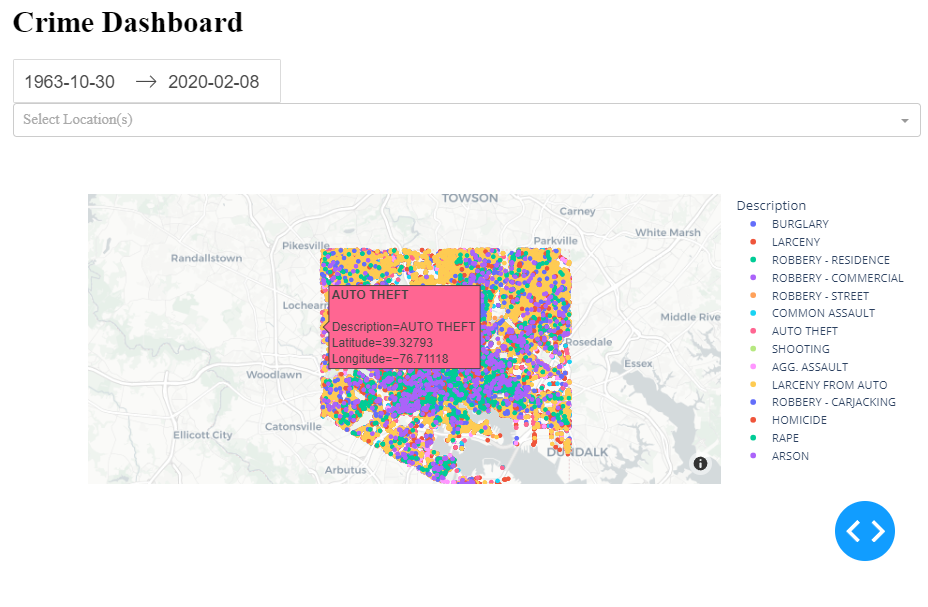 Crime Dashboard
1963-10-30 → 2020-02-08
Select Location(s)
TOWSON
Carney
White Marsh
Parkville
Pikesville
Randallstown
Lochearn
AUTO THEFT
Description=AUTO THEFT
Latitude=39.32793
Longitude=−76.71118
Middle Rive
Rosedale
Essex
Woodlawn
Catonsville
Ellicott City
DUNDALK
Arbutus
Description
BURGLARY
LARCENY
ROBBERY - RESIDENCE
ROBBERY - COMMERCIAL
ROBBERY - STREET
COMMON ASSAULT
AUTO THEFT
SHOOTING
AGG. ASSAULT
LARCENY FROM AUTO
ROBBERY - CARJACKING
HOMICIDE
RAPE
ARSON